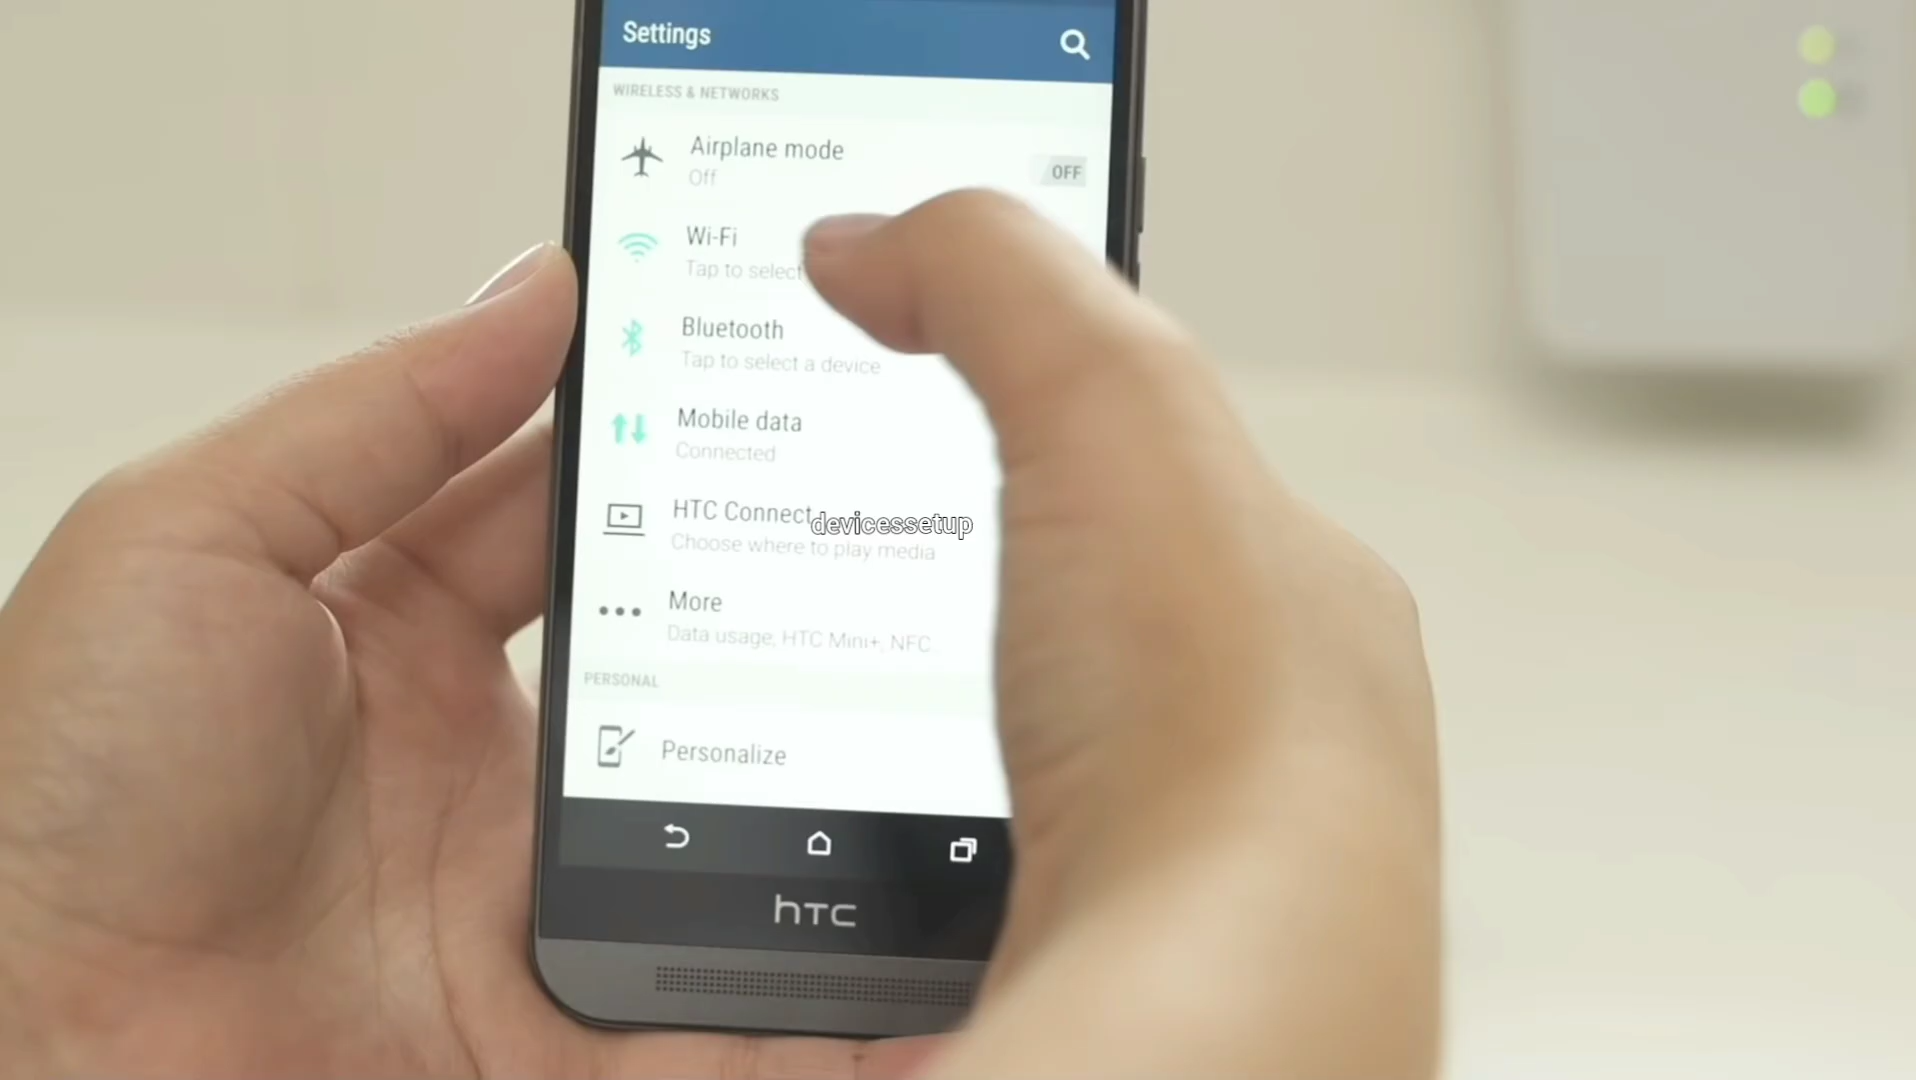 Settings
WIRELESS & NETWORKS
Airplane mode
Off
OFF
Wi-Fi
Tap to select
Bluetooth
Tap to select a device
Mobile data
Connected
HTC Connect
devicessetup
Choose where to play media
More
Data usage, HTC Mini+, NFC...
PERSONAL
Personalize
hTC